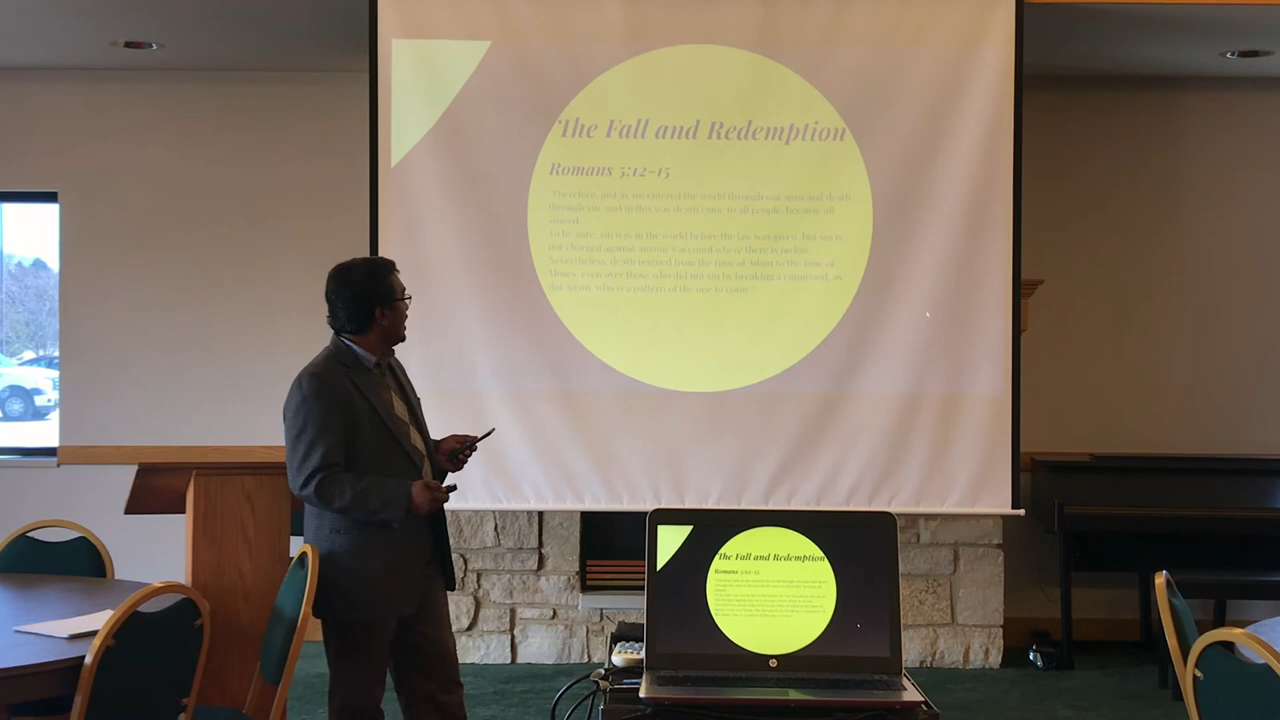 The Fall and Redemption
Romans 5:12-15
"Therefore, just as sin entered the world through one man and death
through sin, and in this way death came to all people, because all
sinned
To be sure, sin was in the world before the law was given, but sin is
not charged against anyone's account where there is no law.
Nevertheless, death reigned from the time of Adam to the time of
Moses, even over those who did not sin by breaking a command, as
did Adam, who is a pattern of the one to come"
The Fall and Redemption
Romans 5:12-15
hp